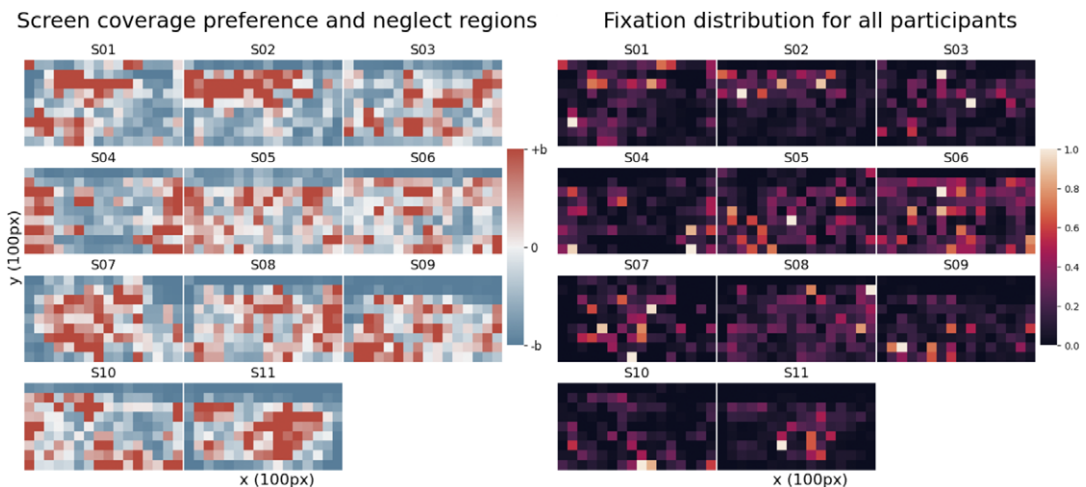 Screen coverage preference and neglect regions
Fixation distribution for all participants
S01 S02 S03
S01 S02 S03
S04 S05 S06
S04 S05 S06
S07 S08 S09
S07 S08 S09
S10 S11
S10 S11
y (100px)
+b
0
-b
1.0
0.8
0.6
0.4
0.2
0.0
x (100px)
x (100px)